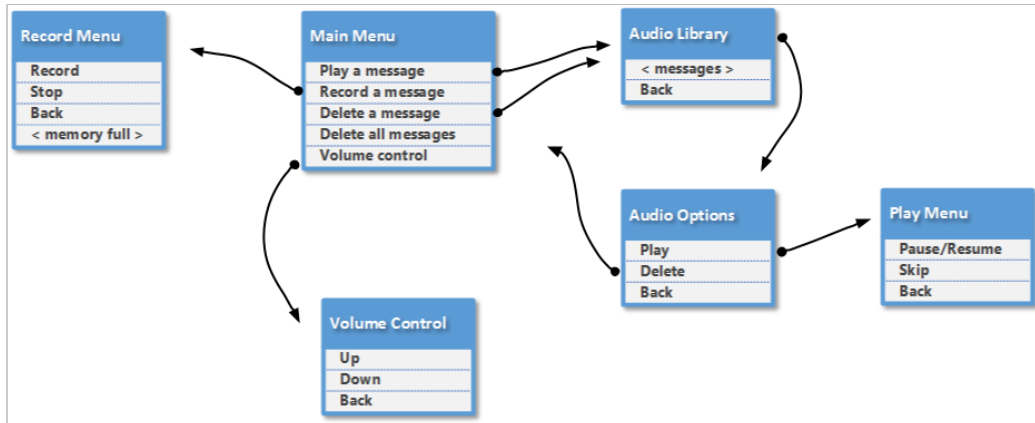 Record Menu
Record
Stop
Back
< memory full >
Main Menu
Play a message
Record a message
Delete a message
Delete all messages
Volume control
Audio Library
< messages >
Back
Audio Options
Play
Delete
Back
Play Menu
Pause/Resume
Skip
Back
Volume Control
Up
Down
Back